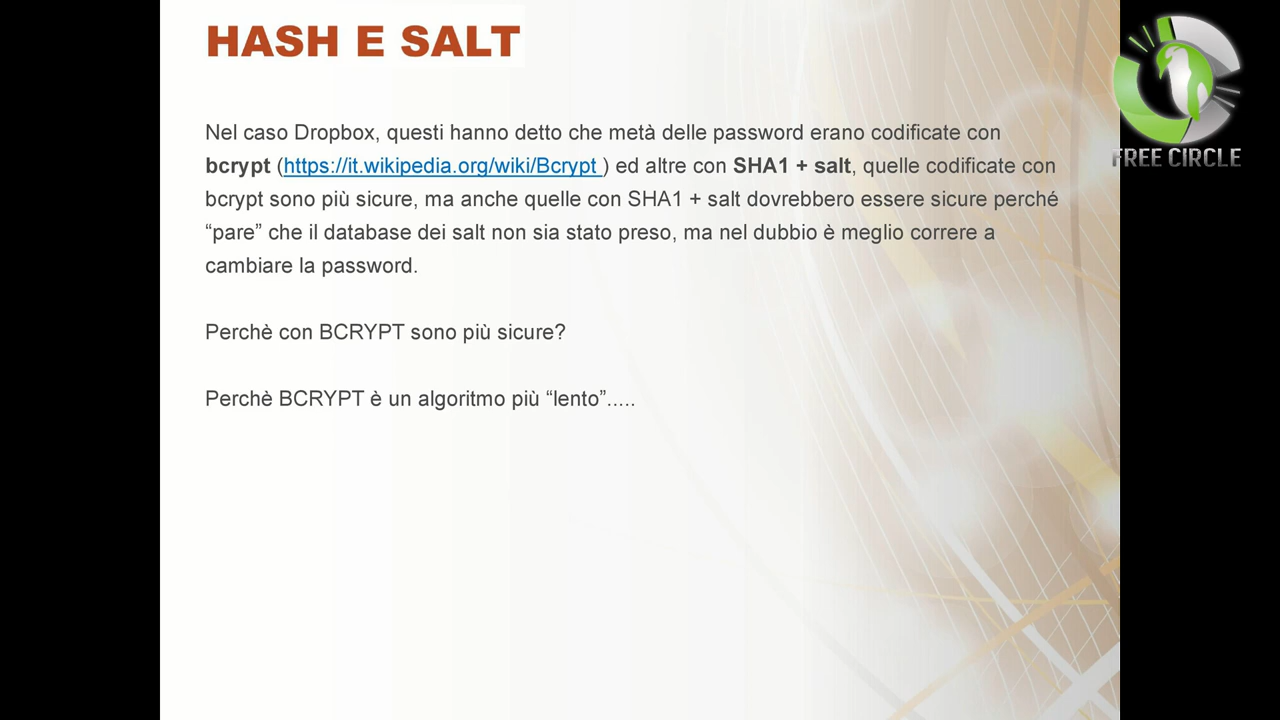 HASH E SALT
Nel caso Dropbox, questi hanno detto che metà delle password erano codificate con
bcrypt (https://it.wikipedia.org/wiki/Bcrypt ) ed altre con SHA1 + salt, quelle codificate con
bcrypt sono più sicure, ma anche quelle con SHA1 + salt dovrebbero essere sicure perché
“pare” che il database dei salt non sia stato preso, ma nel dubbio è meglio correre a
cambiare la password.
Perchè con BCRYPT sono più sicure?
Perchè BCRYPT è un algoritmo più “lento”.....
FREE CIRCLE